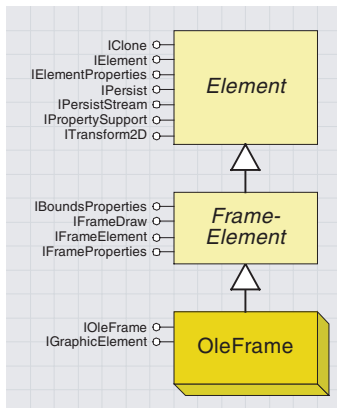 IClone
IElement
IElementProperties
IPersist
IPersistStream
IPropertySupport
ITransform2D
Element
IBoundsProperties
IFrameDraw
IFrameElement
IFrameProperties
Frame-
Element
IOleFrame
IGraphicElement
OleFrame